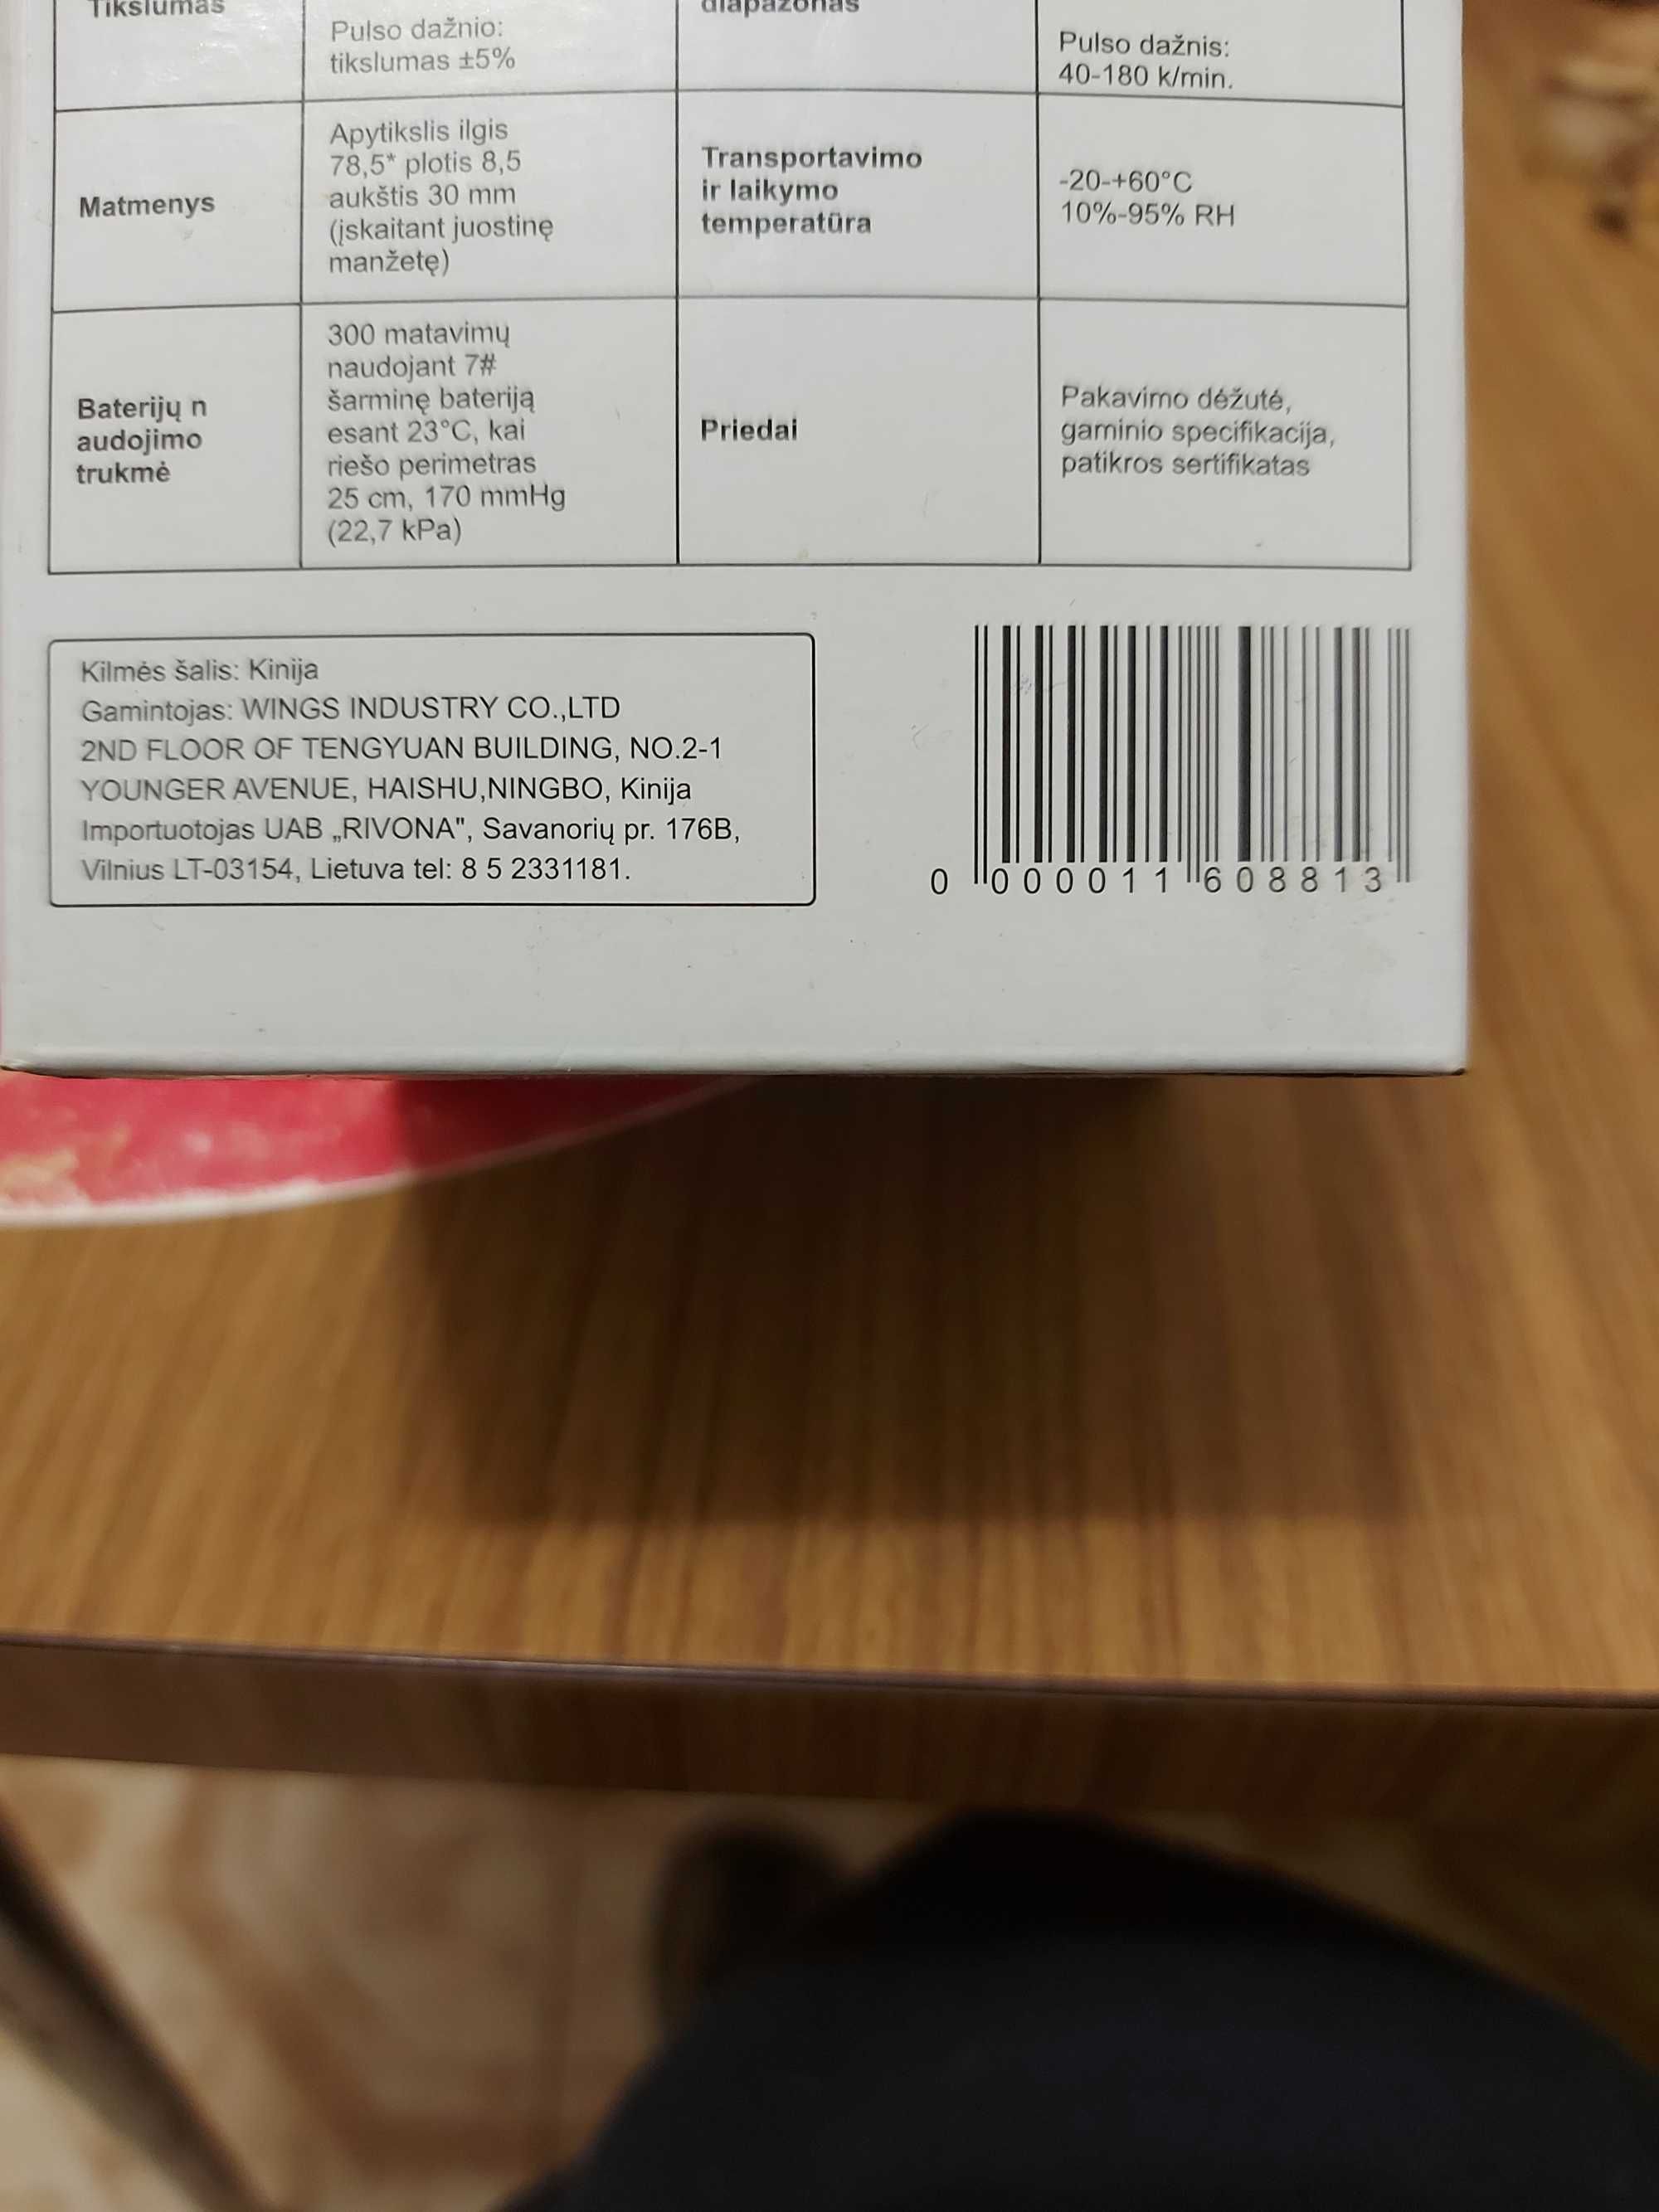 Tikslumas
diapazonas
Pulso dažnio:
tikslumas ±5%
Pulso dažnis:
40-180 k/min.
Matmenys
Apytikslis ilgis
78,5* plotis 8,5
aukštis 30 mm
(įskaitant juostinę
manžetę)
Transportavimo
ir laikymo
temperatūra
-20-+60°C
10%-95% RH
Baterijų n
audojimo
trukmė
300 matavimų
naudojant 7#
šarminę bateriją
esant 23°C, kai
riešo perimetras
25 cm, 170 mmHg
(22,7 kPa)
Priedai
Pakavimo dėžutė,
gaminio specifikacija,
patikros sertifikatas
Kilmės šalis: Kinija
Gamintojas: WINGS INDUSTRY CO.,LTD
2ND FLOOR OF TENGYUAN BUILDING, NO.2-1
YOUNGER AVENUE, HAISHU,NINGBO, Kinija
Importuotojas UAB „RIVONA", Savanorių pr. 176B,
Vilnius LT-03154, Lietuva tel: 8 5 2331181.
0 000011 608813